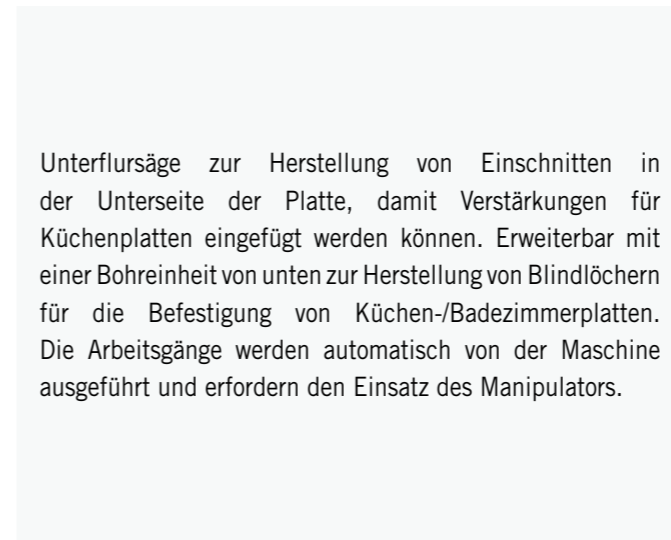 Unterflursäge zur Herstellung von Einschnitten in
der Unterseite der Platte, damit Verstärkungen für
Küchenplatten eingefügt werden können. Erweiterbar mit
einer Bohreinheit von unten zur Herstellung von Blindlöchern
für die Befestigung von Küchen-/Badezimmerplatten.
Die Arbeitsgänge werden automatisch von der Maschine
ausgeführt und erfordern den Einsatz des Manipulators.